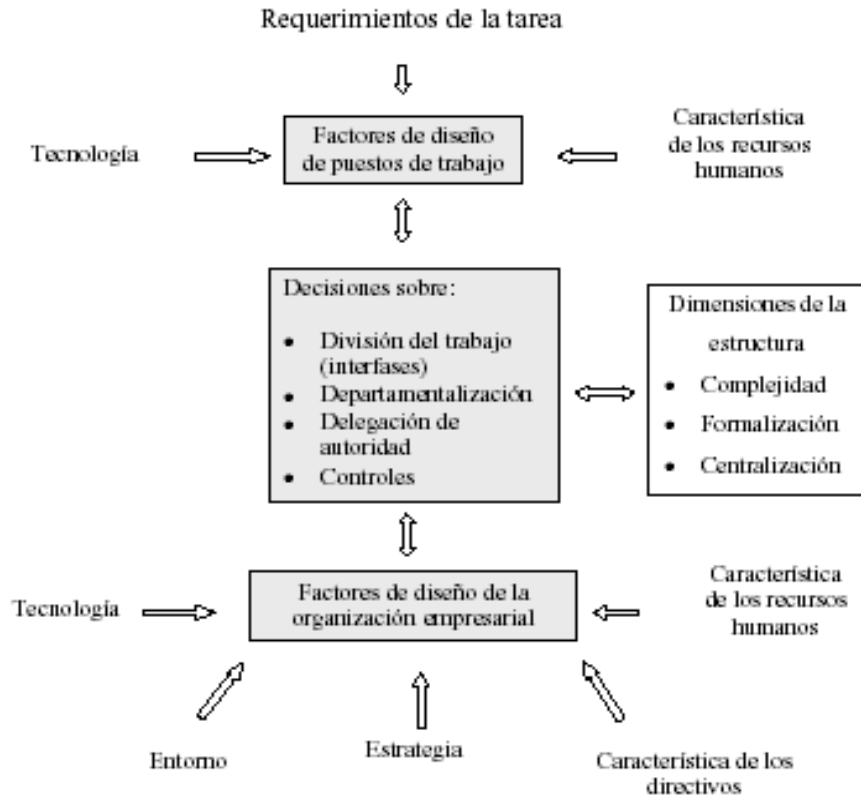 Requerimientos de la tarea
Factores de diseño
de puestos de trabajo
Tecnología
Característica
de los recursos
humanos
Decisiones sobre:
• División del trabajo
(interfases)
• Departamentalización
• Delegación de
autoridad
• Controles
Dimensiones de la
estructura
• Complejidad
• Formalización
• Centralización
Factores de diseño de la
organización empresarial
Tecnología
Característica
de los recursos
humanos
Entorno
Estrategia
Característica de los
directivos